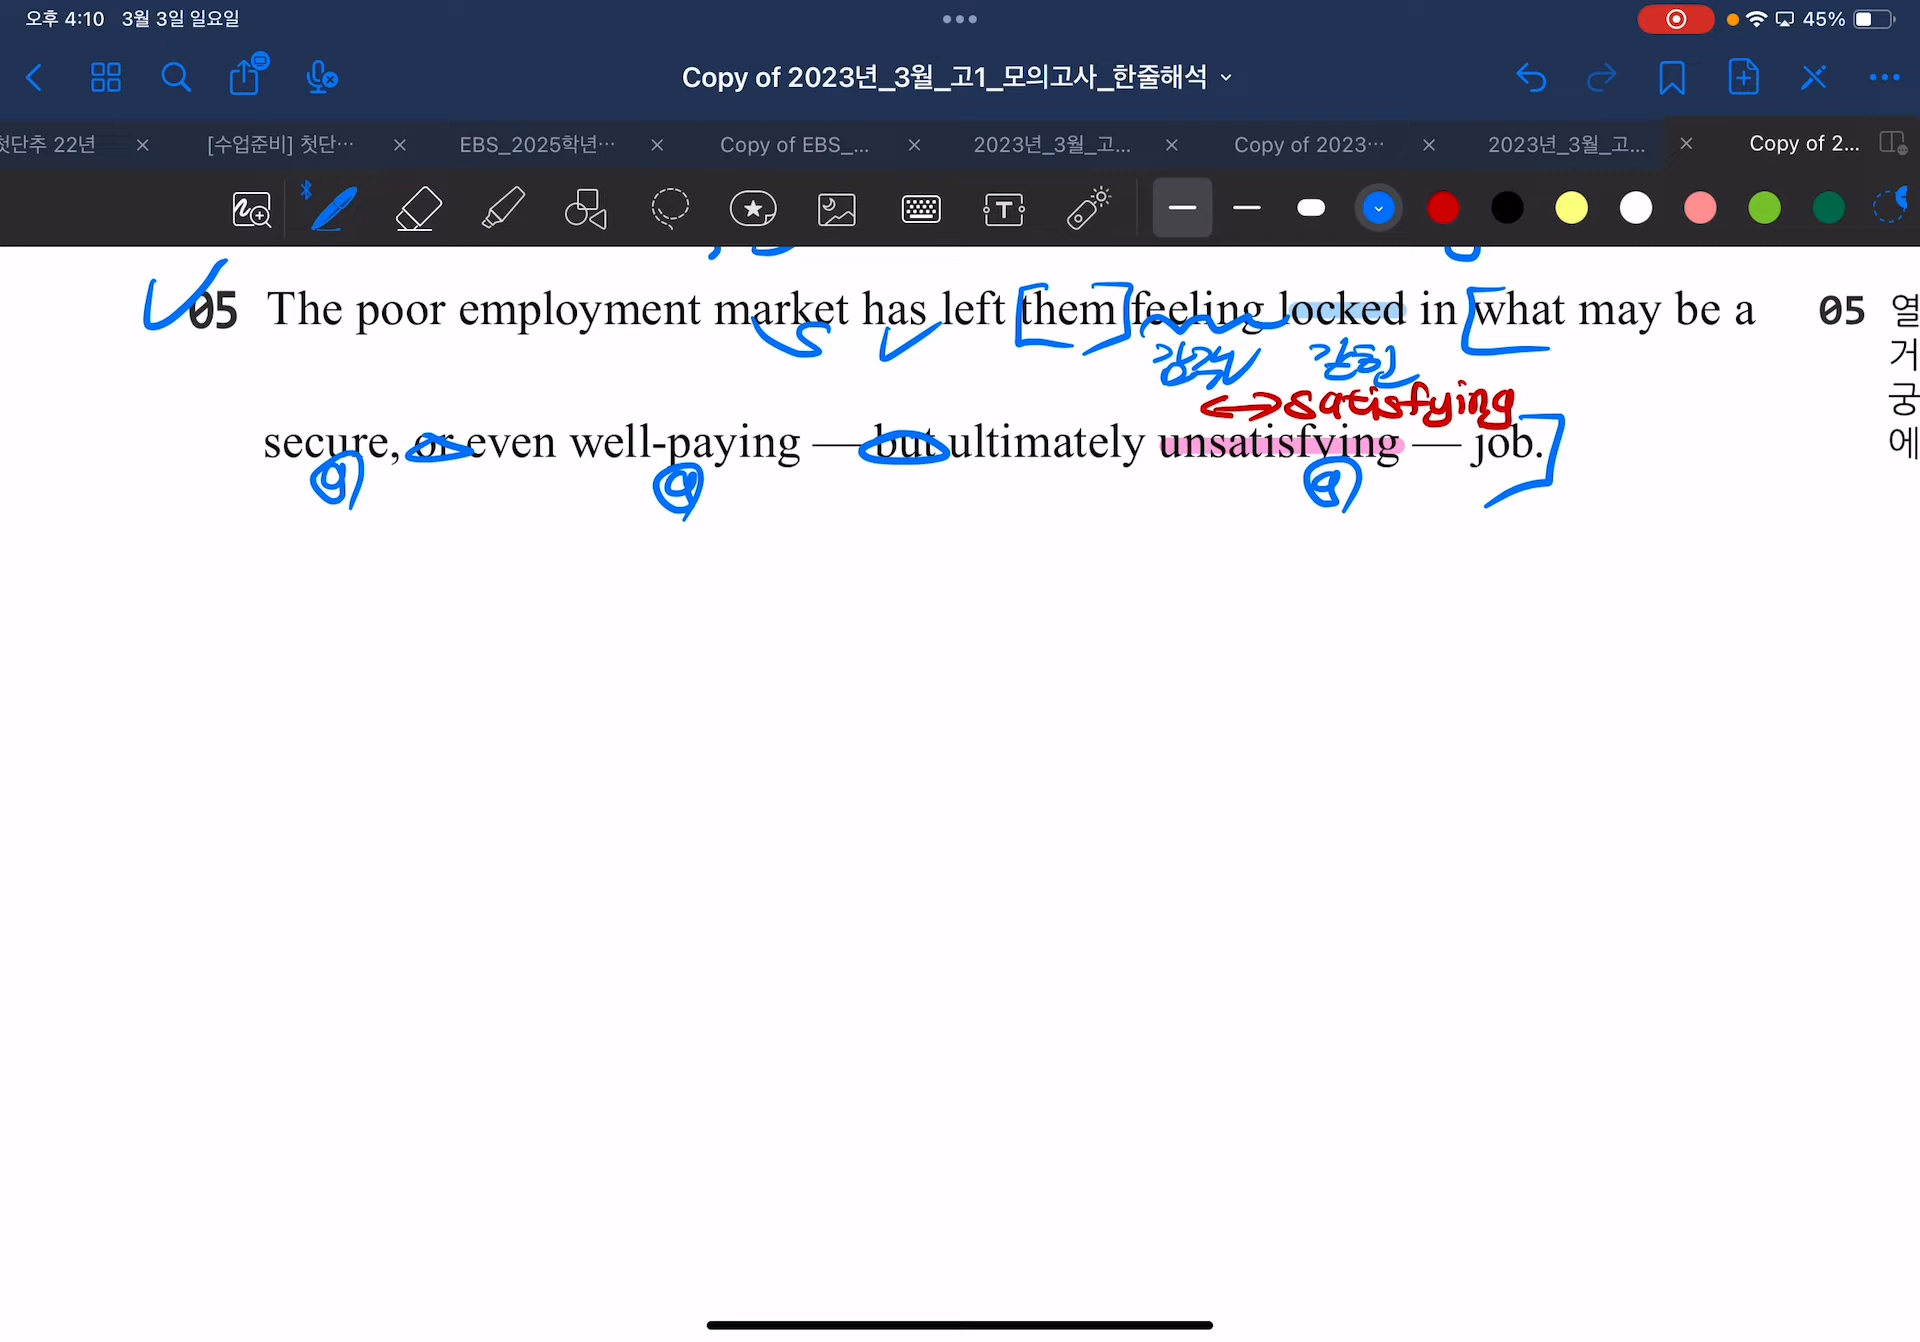 오후 4:10 3월 3일 일요일 45%
Copy of 2023년_3월_고1_모의고사_한줄해석
첫단추 22년 [수업준비] 첫단… EBS_2025학년… Copy of EBS_... 2023년_3월_고... Copy of 2023… 2023년_3월_고... Copy of 2...
05 The poor employment market has left [them] feeling locked in [what may be a 05 열
S V 갇힌 거
↔ satisfying 궁
secure, or even well-paying — but ultimately unsatisfying — job.] 에
a) a) a)